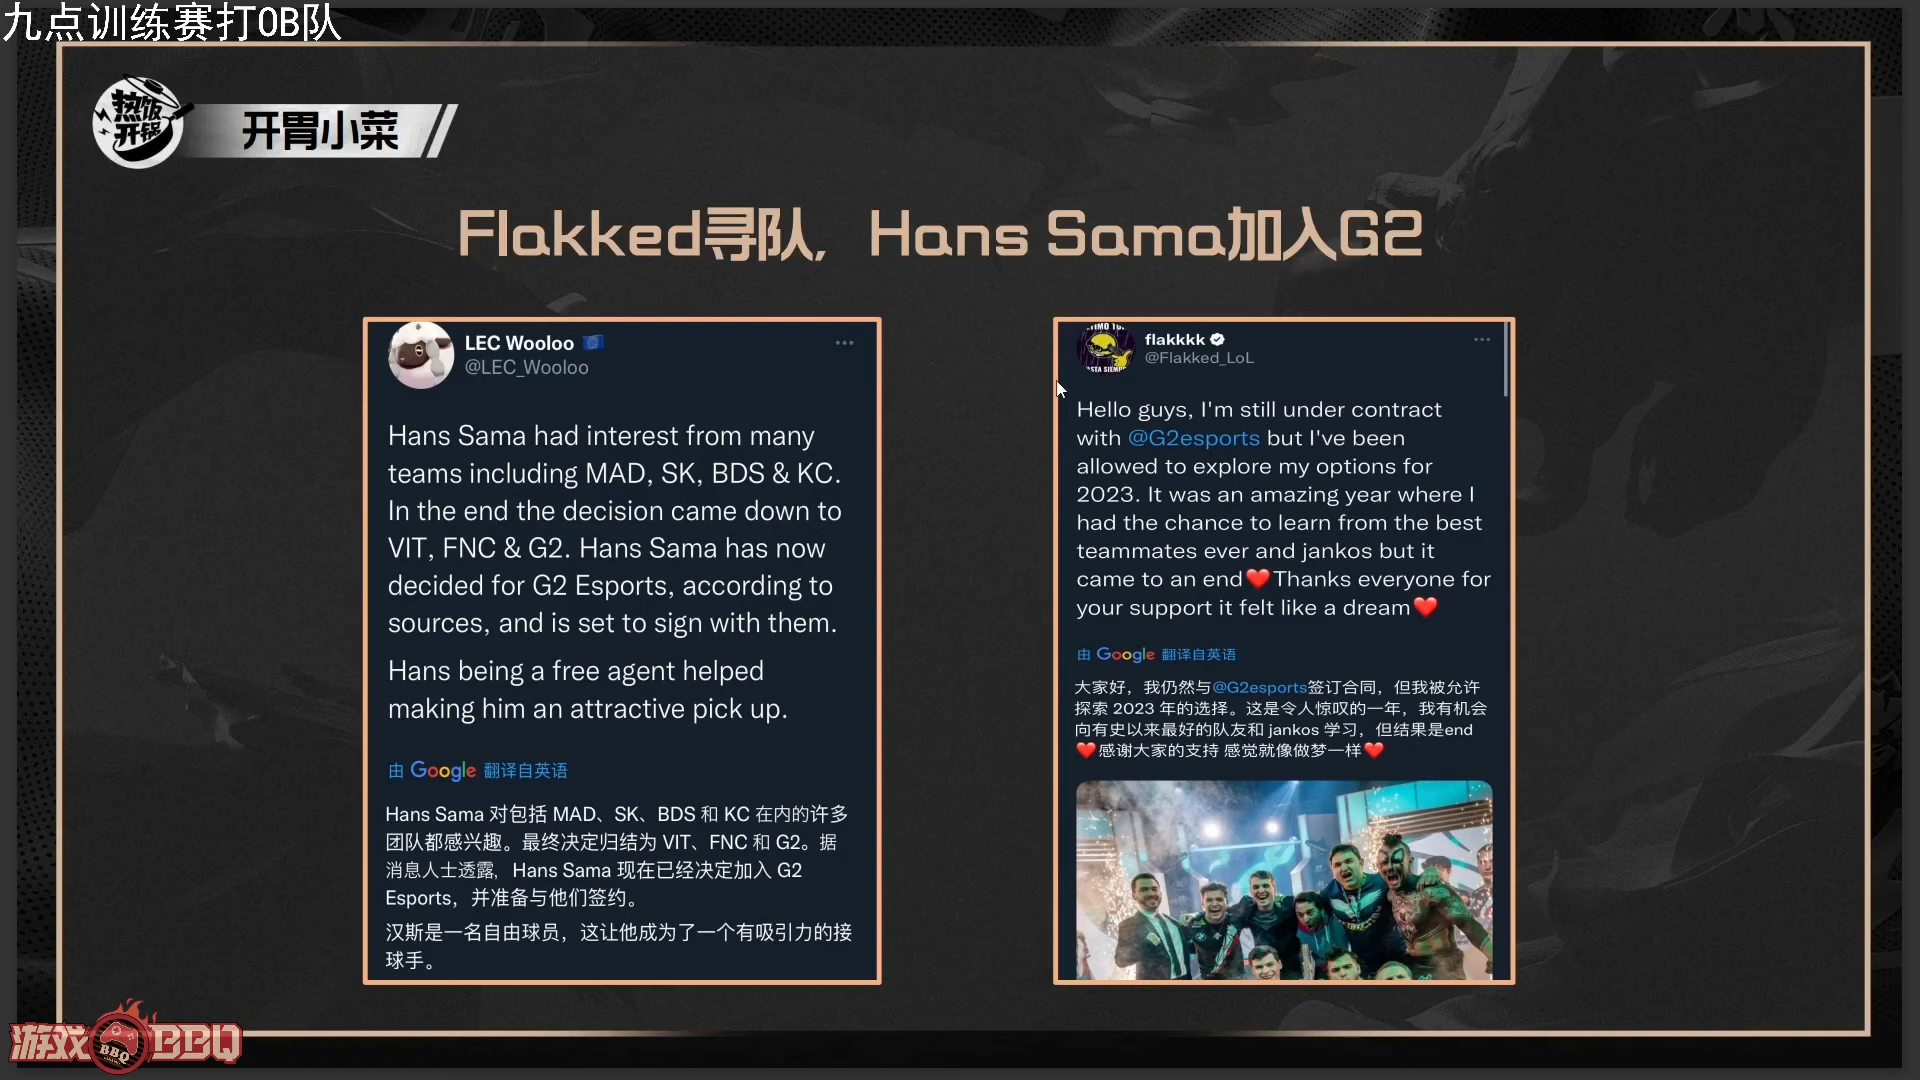 九点训练赛打OB队
热饭
开锅
开胃小菜
Flakked寻队，Hans Sama加入G2
LEC Wooloo
@LEC_Wooloo
Hans Sama had interest from many
teams including MAD, SK, BDS & KC.
In the end the decision came down to
VIT, FNC & G2. Hans Sama has now
decided for G2 Esports, according to
sources, and is set to sign with them.
Hans being a free agent helped
making him an attractive pick up.
由 Google 翻译自英语
Hans Sama 对包括 MAD、SK、BDS 和 KC 在内的许多
团队都感兴趣。最终决定归结为 VIT、FNC 和 G2。据
消息人士透露，Hans Sama 现在已经决定加入 G2
Esports，并准备与他们签约。
汉斯是一名自由球员，这让他成为了一个有吸引力的接
球手。
flakkkk
@Flakked_LoL
Hello guys, I'm still under contract
with @G2esports but I've been
allowed to explore my options for
2023. It was an amazing year where I
had the chance to learn from the best
teammates ever and jankos but it
came to an end❤️Thanks everyone for
your support it felt like a dream❤️
由 Google 翻译自英语
大家好，我仍然与@G2esports签订合同，但我被允许
探索 2023 年的选择。这是令人惊叹的一年，我有机会
向有史以来最好的队友和 jankos 学习，但结果是end
❤️感谢大家的支持 感觉就像做梦一样❤️
游戏BBQ
BBQ